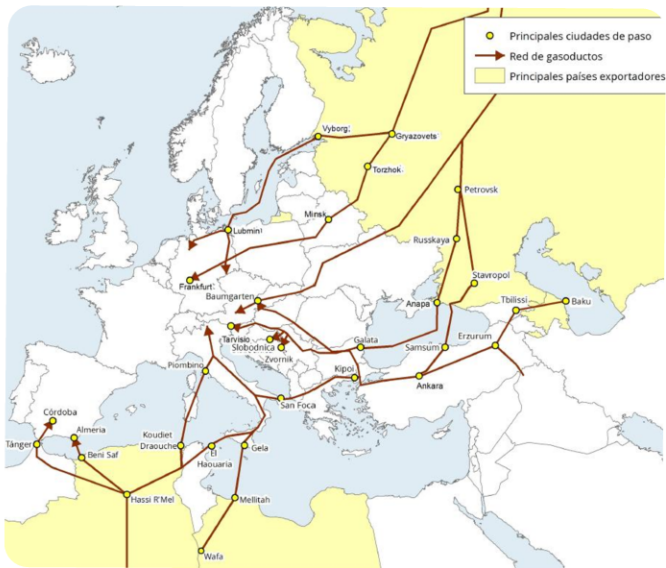 Principales ciudades de paso
Red de gasoductos
Principales países exportadores
Vyborg
Gryazovets
Torzhok
Petrovsk
Minsk
Lubmin
Russkaya
Frankfurt
Stavropol
Baumgarten
Anapa
Tbilissi
Baku
Tarvisio
Slobodnica
Zvornik
Galata
Samsum
Erzurum
Piombino
Kipoi
Ankara
San Foca
Córdoba
Almeria
Tánger
Beni Saf
Koudiet
Draouche
El
Haouaria
Gela
Hassi R'Mel
Mellitah
Wafa